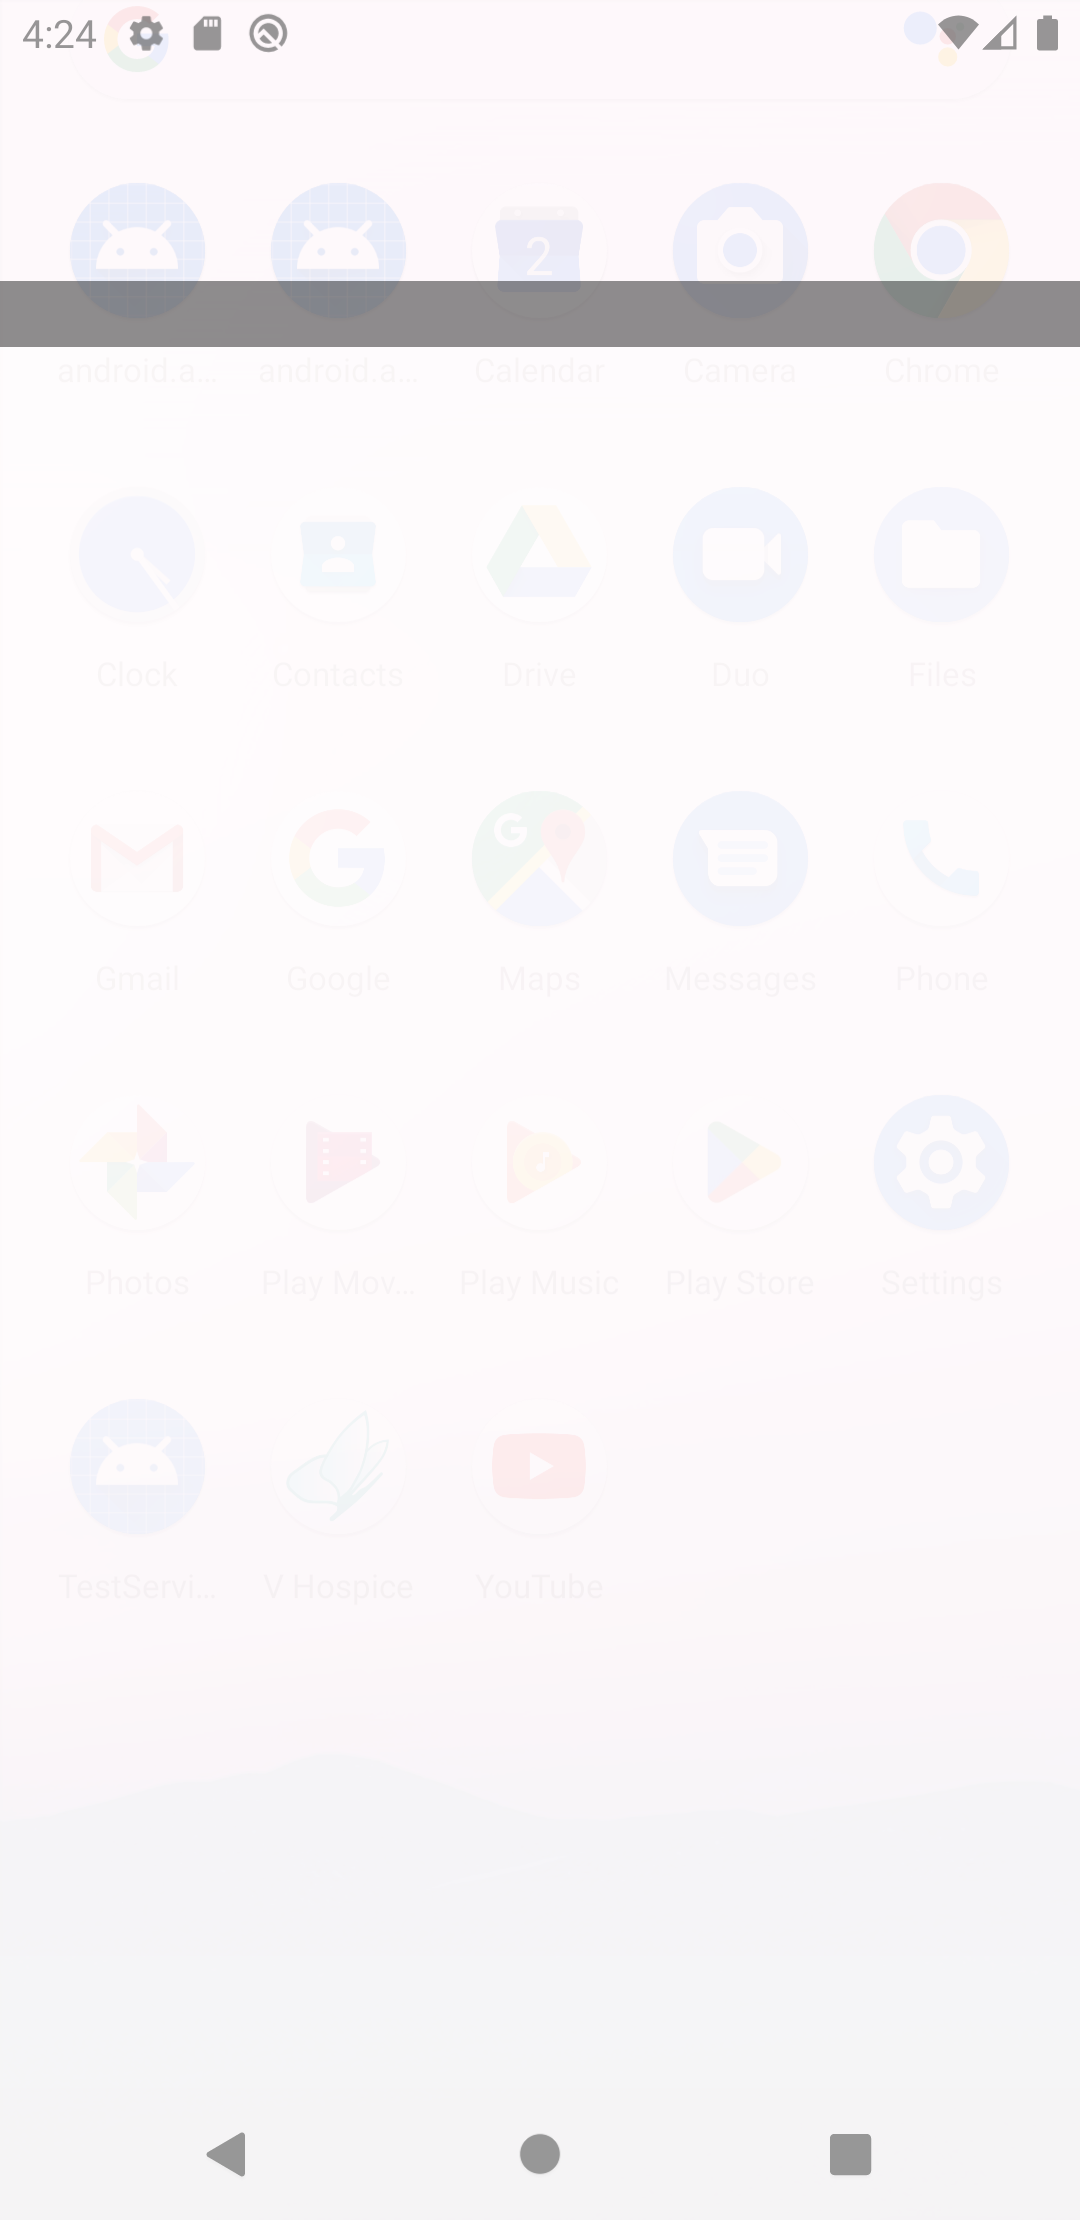 4:24
2
android.a... android.a... Calendar Camera Chrome
Clock Contacts Drive Duo Files
G
Gmail Google Maps Messages Phone
Photos Play Mov... Play Music Play Store Settings
TestServi... V Hospice YouTube